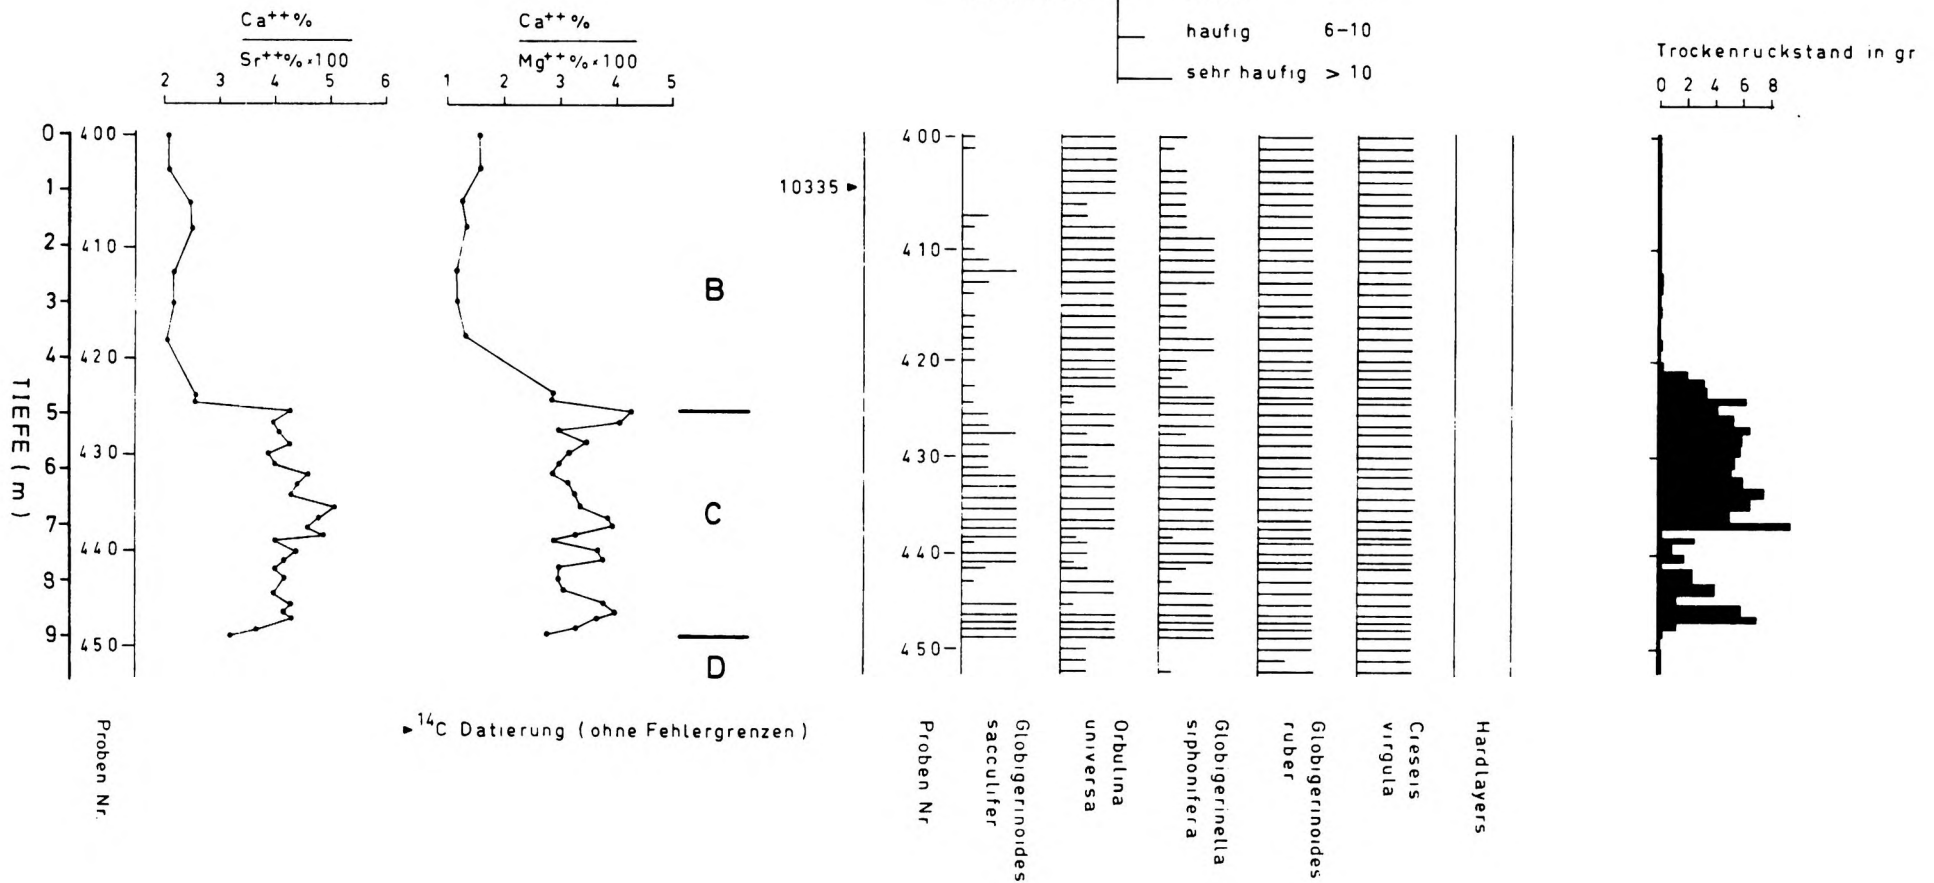 Ca⁺⁺%
Sr⁺⁺%×100
2 3 4 5 6
Ca⁺⁺%
Mg⁺⁺%×100
1 2 3 4 5
haufig 6–10
sehr haufig > 10
Trockenruckstand in gr
0 2 4 6 8
TIEFE (m)
0
1
2
3
4
5
6
7
8
9
400
410
420
430
440
450
Proben Nr.
B
C
D
10335
¹⁴C Datierung (ohne Fehlergrenzen)
400
410
420
430
440
450
Proben Nr
Globigerinoides
sacculifer
Orbulina
universa
Globigerinella
siphonifera
Globigerinoides
ruber
Creseis
virgula
Hardlayers